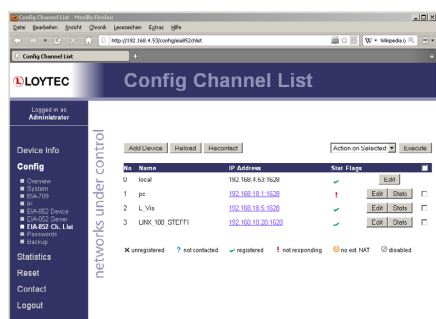 Config Channel List - Mozilla Firefox
Datei Bearbeiten Ansicht Chronik Lesezeichen Extras Hilfe
http://192.168.4.53/config/eia852chlist
W Wikipedia
Config Channel List
+
LOYTEC
Config Channel List
Logged in as
Administrator
networks under control
Device Info
Config
Overview
System
EIA-709
IP
EIA-852 Device
EIA-852 Server
EIA-852 Ch. List
Passwords
Backup
Statistics
Reset
Contact
Logout
Add Device Reload Recontact Action on Selected Execute
No Name IP Address Stat Flags
0 local 192.168.4.53:1628 Edit
1 pc 192.168.18.1:1628 ! Edit Stats
2 L_Vis 192.168.18.5:1628 Edit Stats
3 LINX_100_STEFFI 192.168.10.20:1628 Edit Stats
unregistered ? not contacted registered ! not responding no ext. NAT disabled